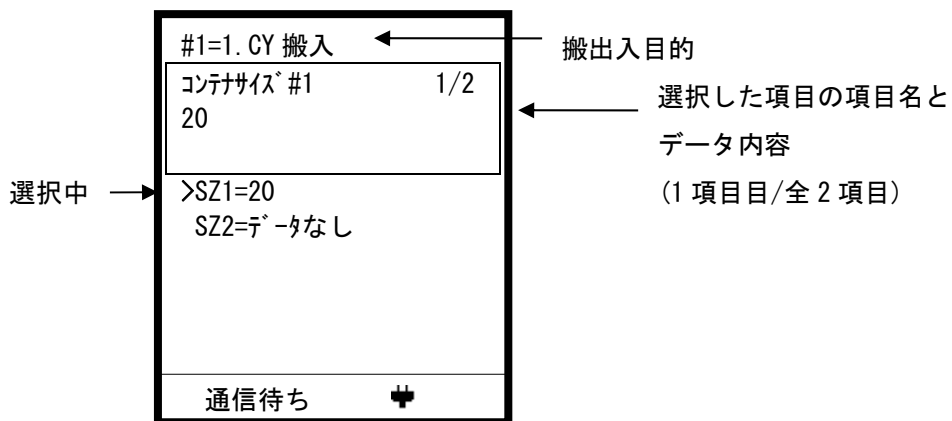 #1=1. CY 搬入
搬出入目的
ｺﾝﾃﾅｻｲｽﾞ#1 1/2
20
選択した項目の項目名と
データ内容
(1 項目目/全 2 項目)
選択中
>SZ1=20
SZ2=ﾃﾞｰﾀなし
通信待ち